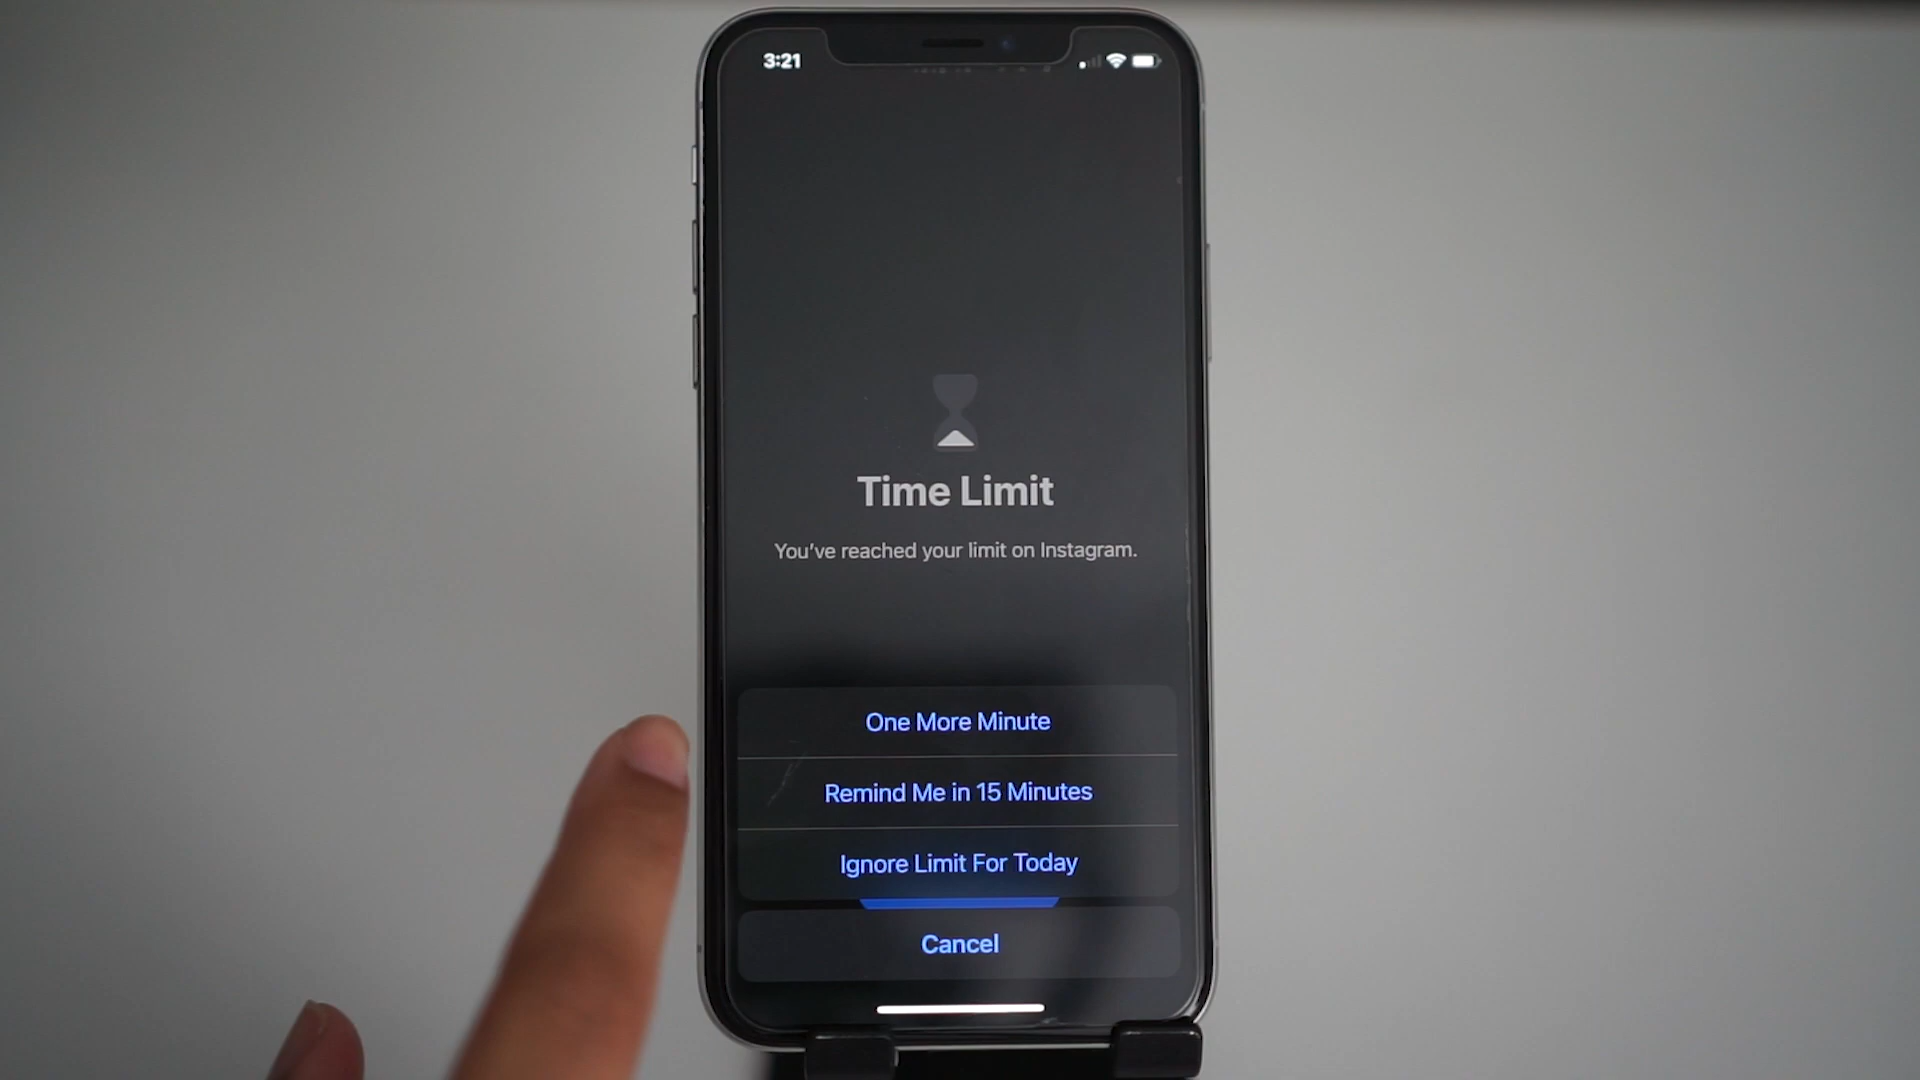 3:21
Time Limit
You've reached your limit on Instagram.
One More Minute
Remind Me in 15 Minutes
Ignore Limit For Today
Cancel